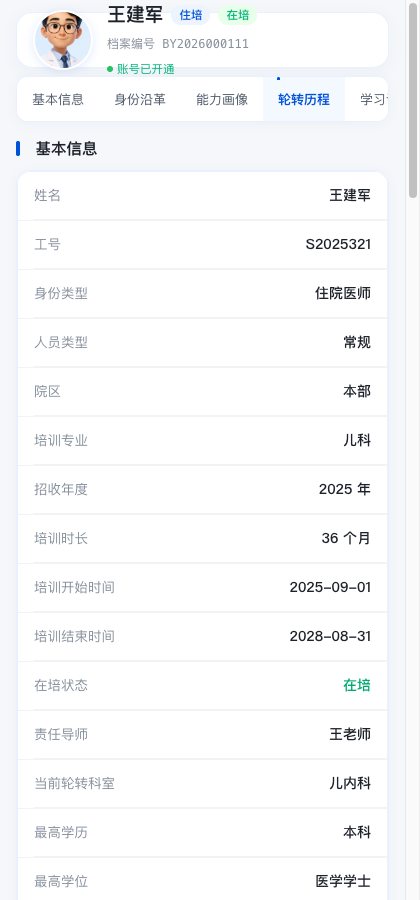 王建军 住培 在培
档案编号 BY2026000111
账号已开通
基本信息 身份沿革 能力画像 轮转历程 学习
基本信息
姓名 王建军
工号 S2025321
身份类型 住院医师
人员类型 常规
院区 本部
培训专业 儿科
招收年度 2025 年
培训时长 36 个月
培训开始时间 2025-09-01
培训结束时间 2028-08-31
在培状态 在培
责任导师 王老师
当前轮转科室 儿内科
最高学历 本科
最高学位 医学学士